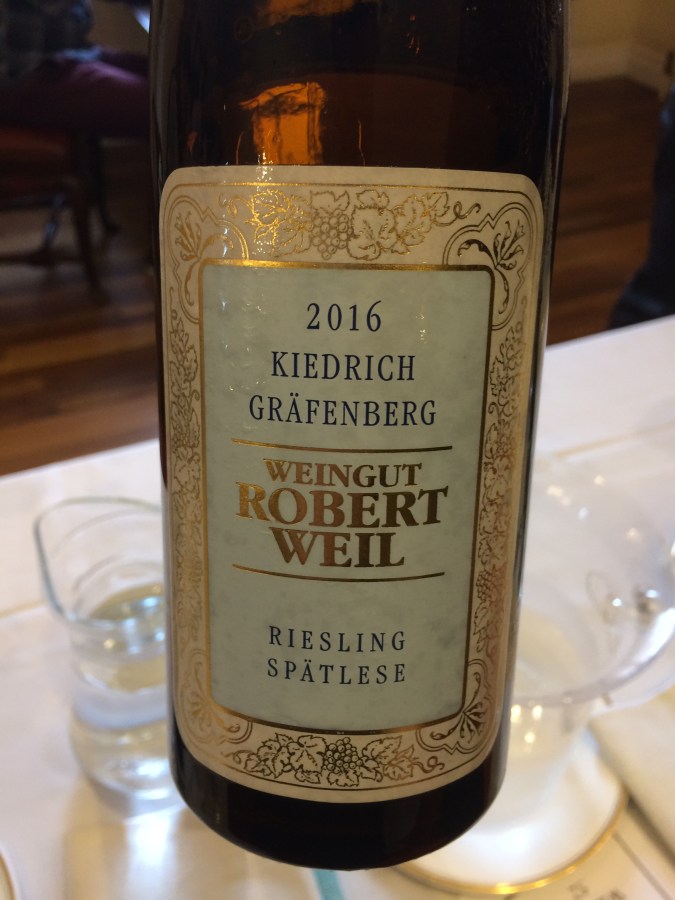 2016
KIEDRICH
GRÄFENBERG
WEINGUT
ROBERT
WEIL
RIESLING
SPÄTLESE